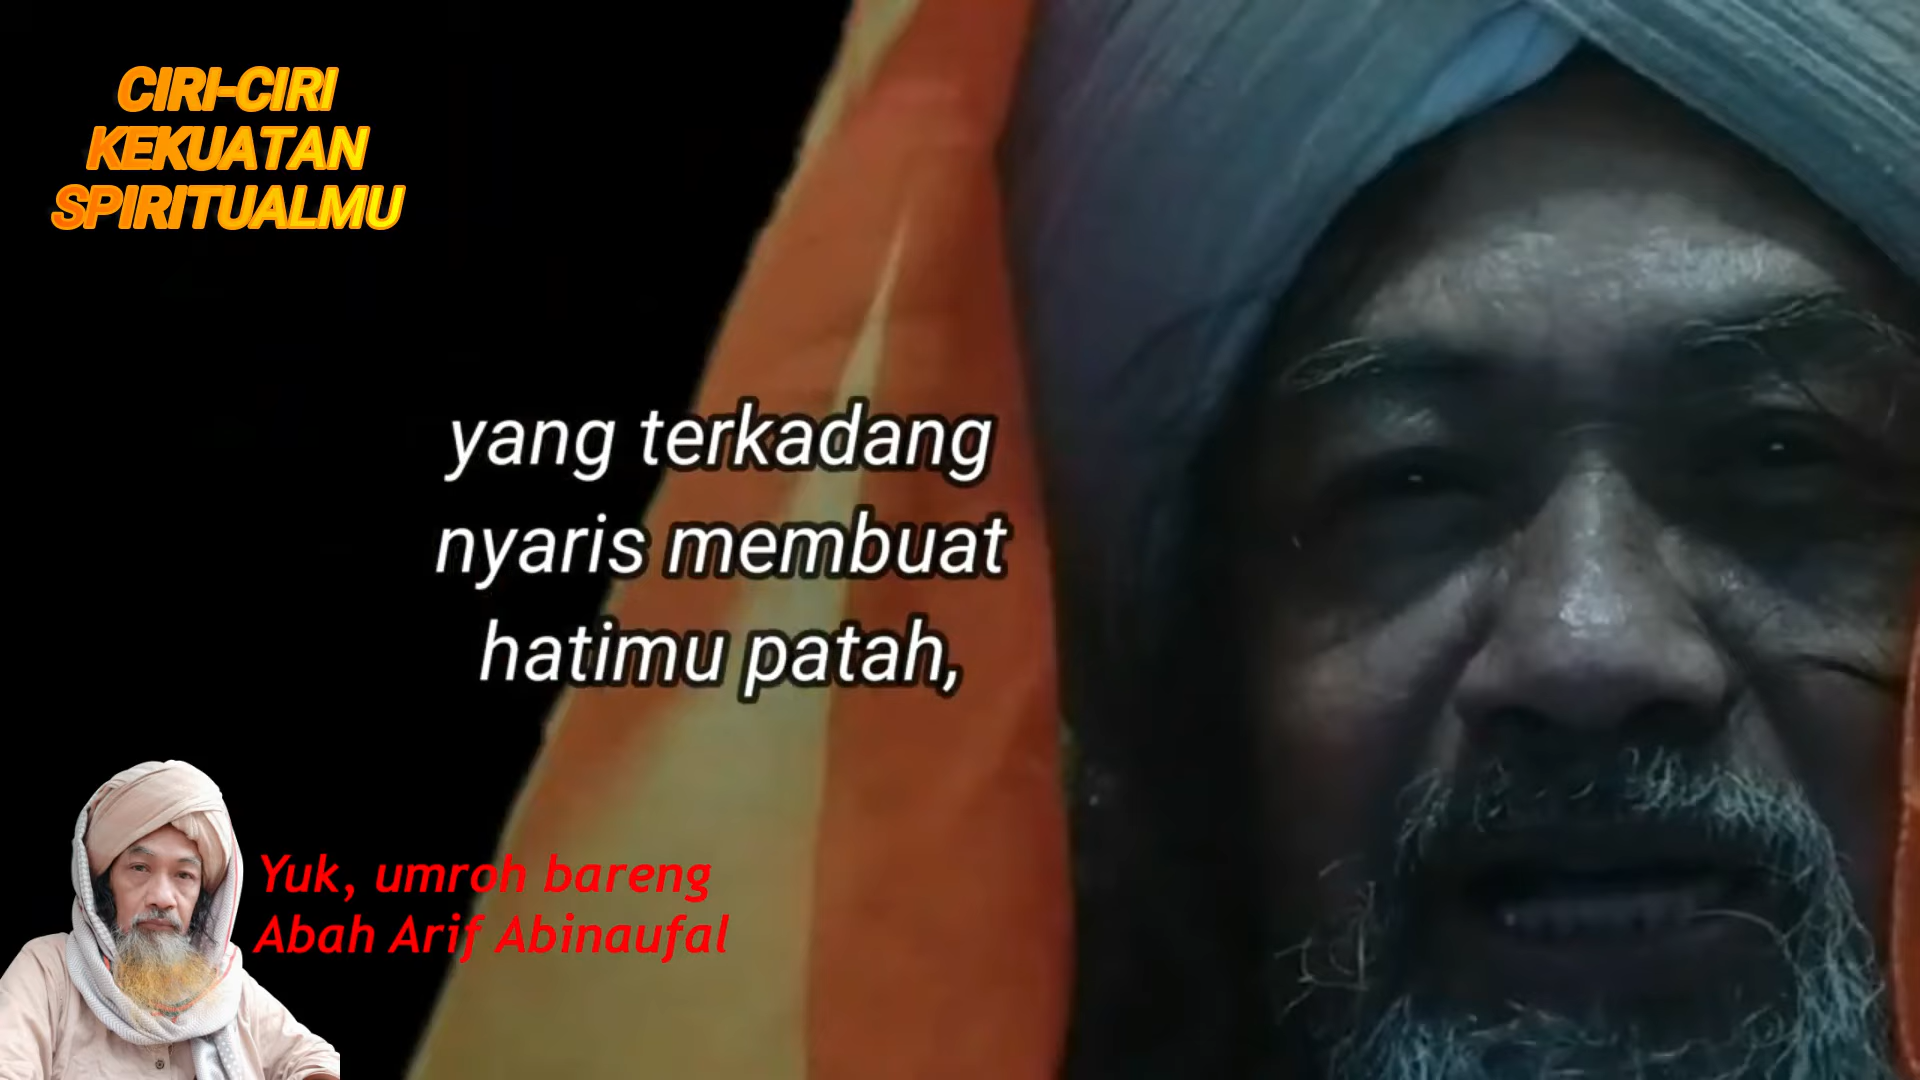 CIRI-CIRI
KEKUATAN
SPIRITUALMU
yang terkadang
nyaris membuat
hatimu patah,
Yuk, umroh bareng
Abah Arif Abinaufal